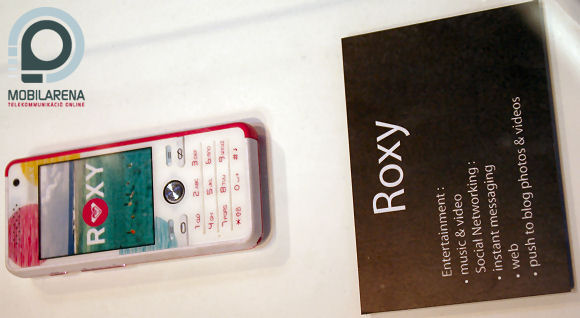 MOBILARENA
TELEKOMMUNIKÁCIÓ ONLINE
ROXY
Roxy
Entertainment :
• music & video
Social Networking :
• instant messaging
• web
• push to blog photos & videos